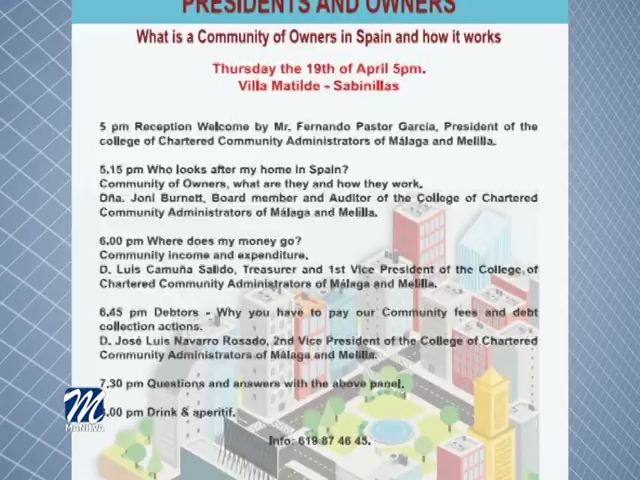 PRESIDENTS AND OWNERS
What is a Community of Owners in Spain and how it works
Thursday the 19th of April 5pm.
Villa Matilde - Sabinillas
5 pm Reception Welcome by Mr. Fernando Pastor García, President of the
college of Chartered Community Administrators of Málaga and Melilla.
5.15 pm Who looks after my home in Spain?
Community of Owners, what are they and how they work.
Dña. Joni Burnett, Board member and Auditor of the College of Chartered
Community Administrators of Málaga and Melilla.
6.00 pm Where does my money go?
Community income and expenditure.
D. Luis Camuña Salido, Treasurer and 1st Vice President of the College of
Chartered Community Administrators of Málaga and Melilla.
6.45 pm Debtors - Why you have to pay our Community fees and debt
collection actions.
D. José Luis Navarro Rosado, 2nd Vice President of the College of Chartered
Community Administrators of Málaga and Melilla.
7.30 pm Questions and answers with the above panel.
.00 pm Drink & aperitif.
M
MANILVA
Info: 619 87 46 45.